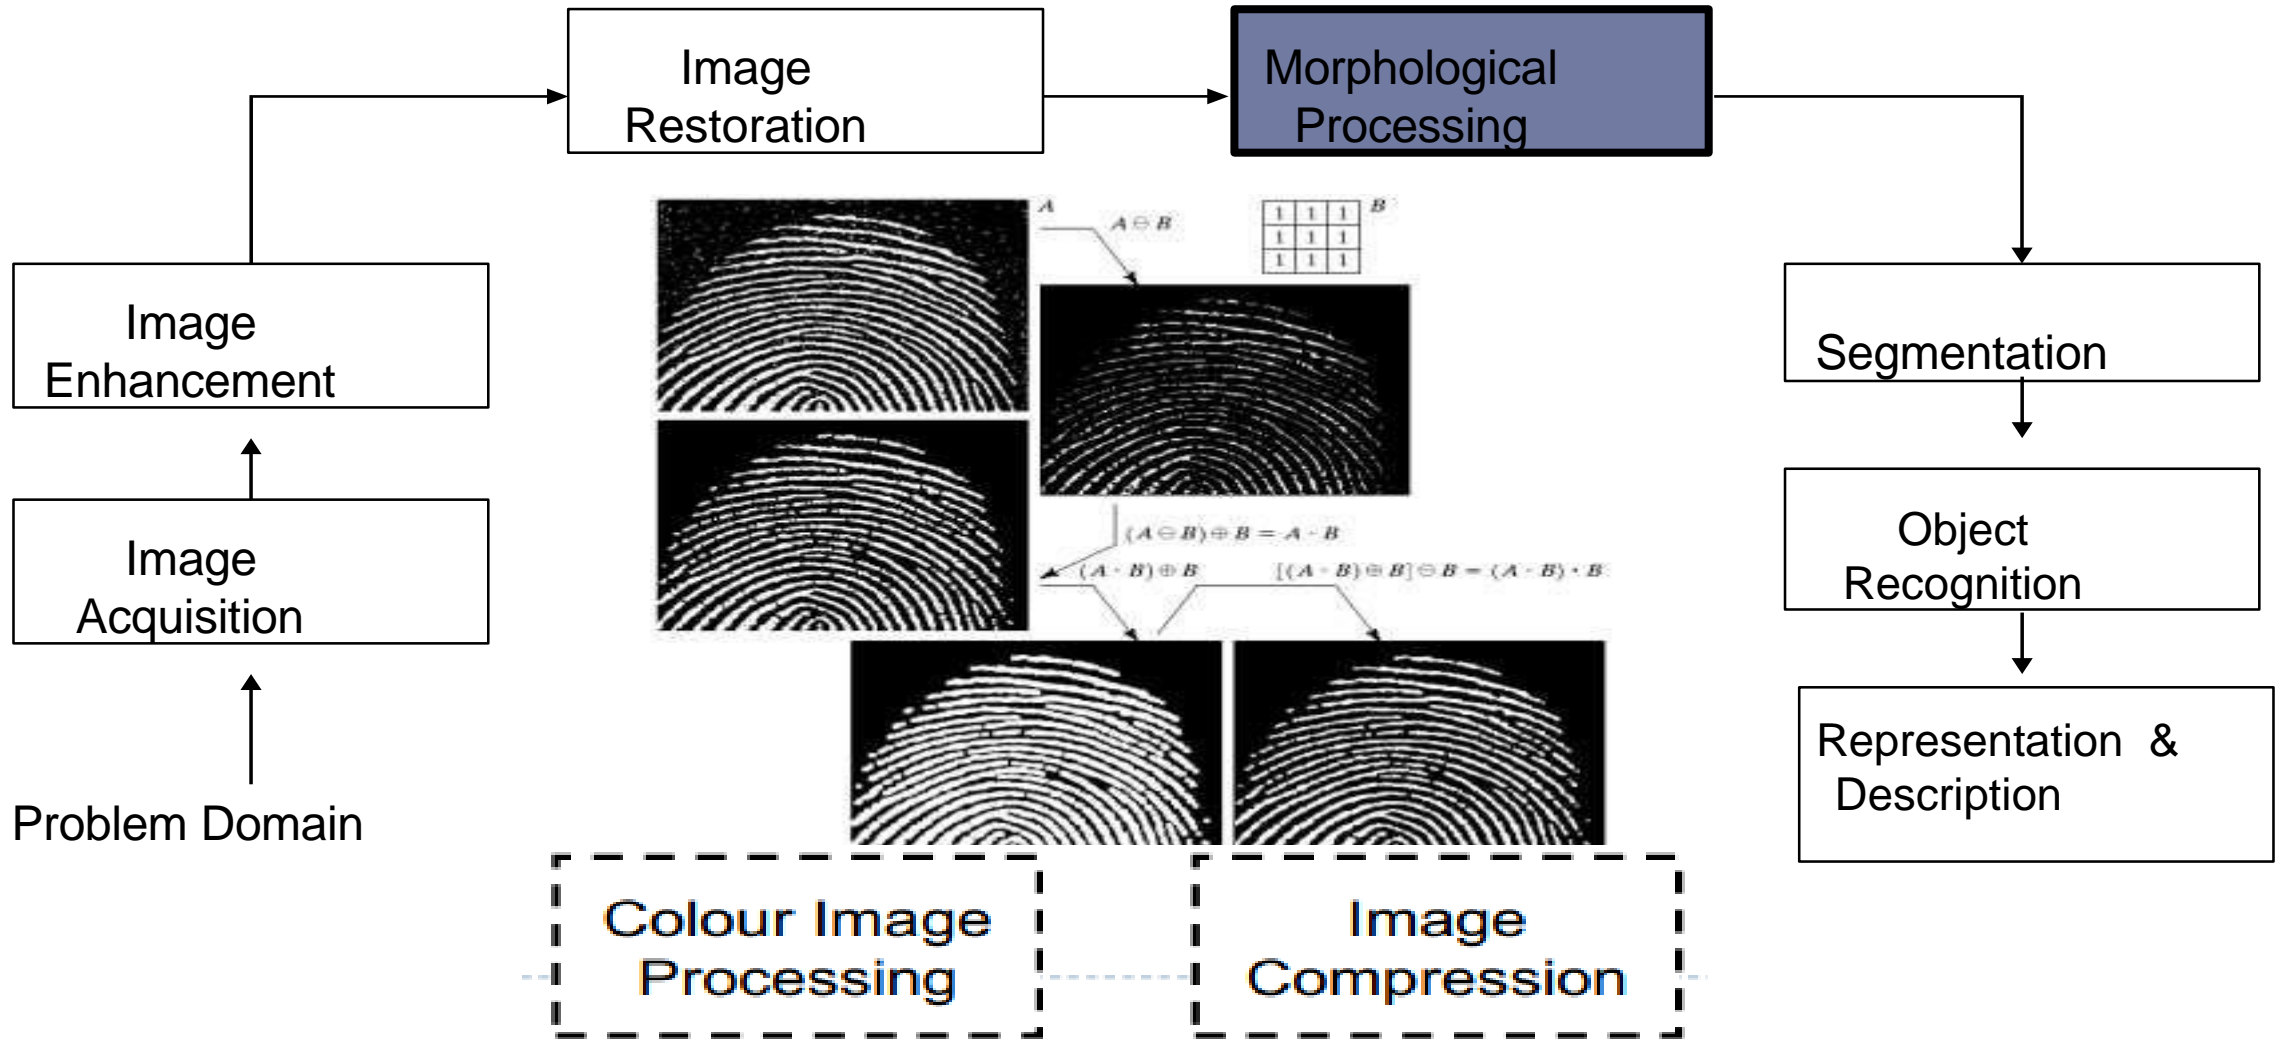 Image
Restoration
Morphological
Processing
Image
Enhancement
Image
Acquisition
Problem Domain
A
A ⊖ B
1 1 1
1 1 1
1 1 1
B
(A ⊖ B) ⊕ B = A · B
(A · B) ⊕ B
[(A · B) ⊕ B] ⊖ B = (A · B) • B
Segmentation
Object
Recognition
Representation &
Description
Colour Image
Processing
Image
Compression